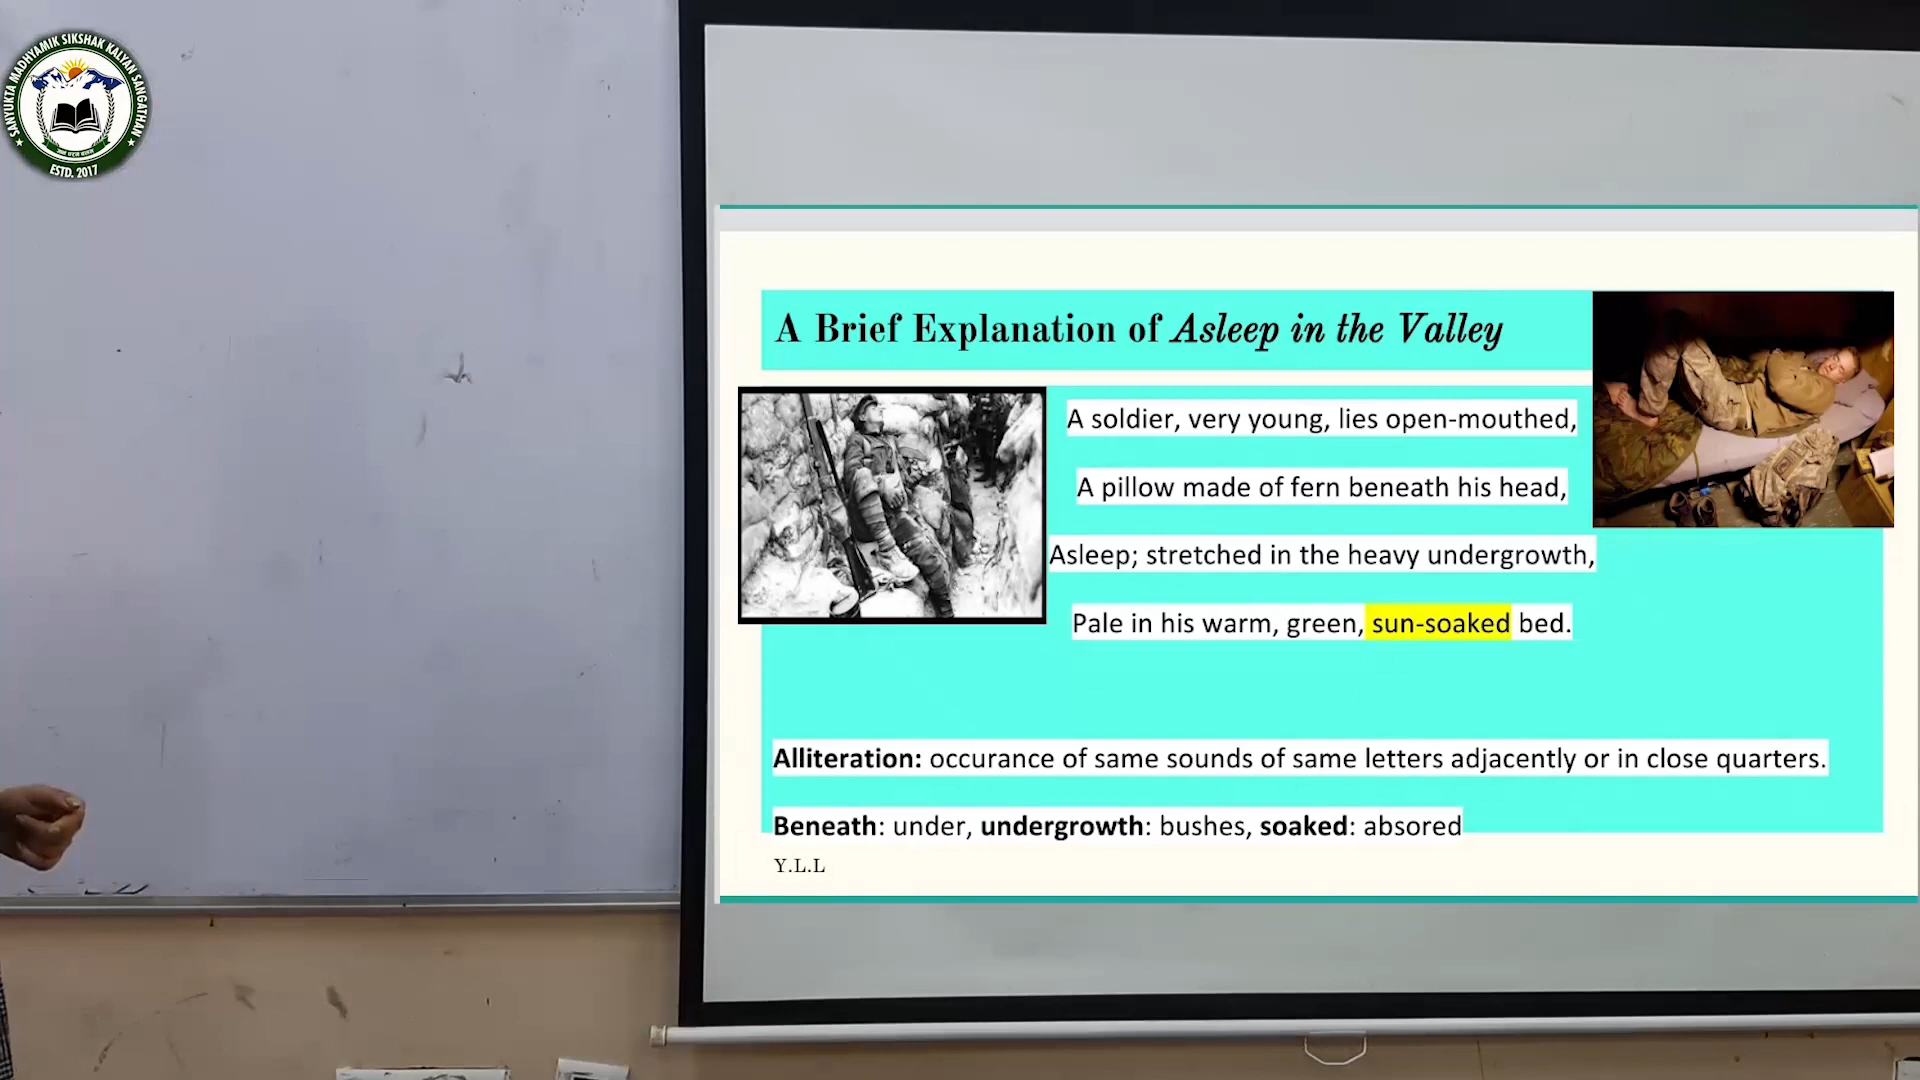 SANYUKTA MADHYAMIK SIKSHAK KALYAN SANGATHAN
ESTD. 2017
A Brief Explanation of Asleep in the Valley
A soldier, very young, lies open-mouthed,
A pillow made of fern beneath his head,
Asleep; stretched in the heavy undergrowth,
Pale in his warm, green, sun-soaked bed.
Alliteration: occurance of same sounds of same letters adjacently or in close quarters.
Beneath: under, undergrowth: bushes, soaked: absored
Y.L.L